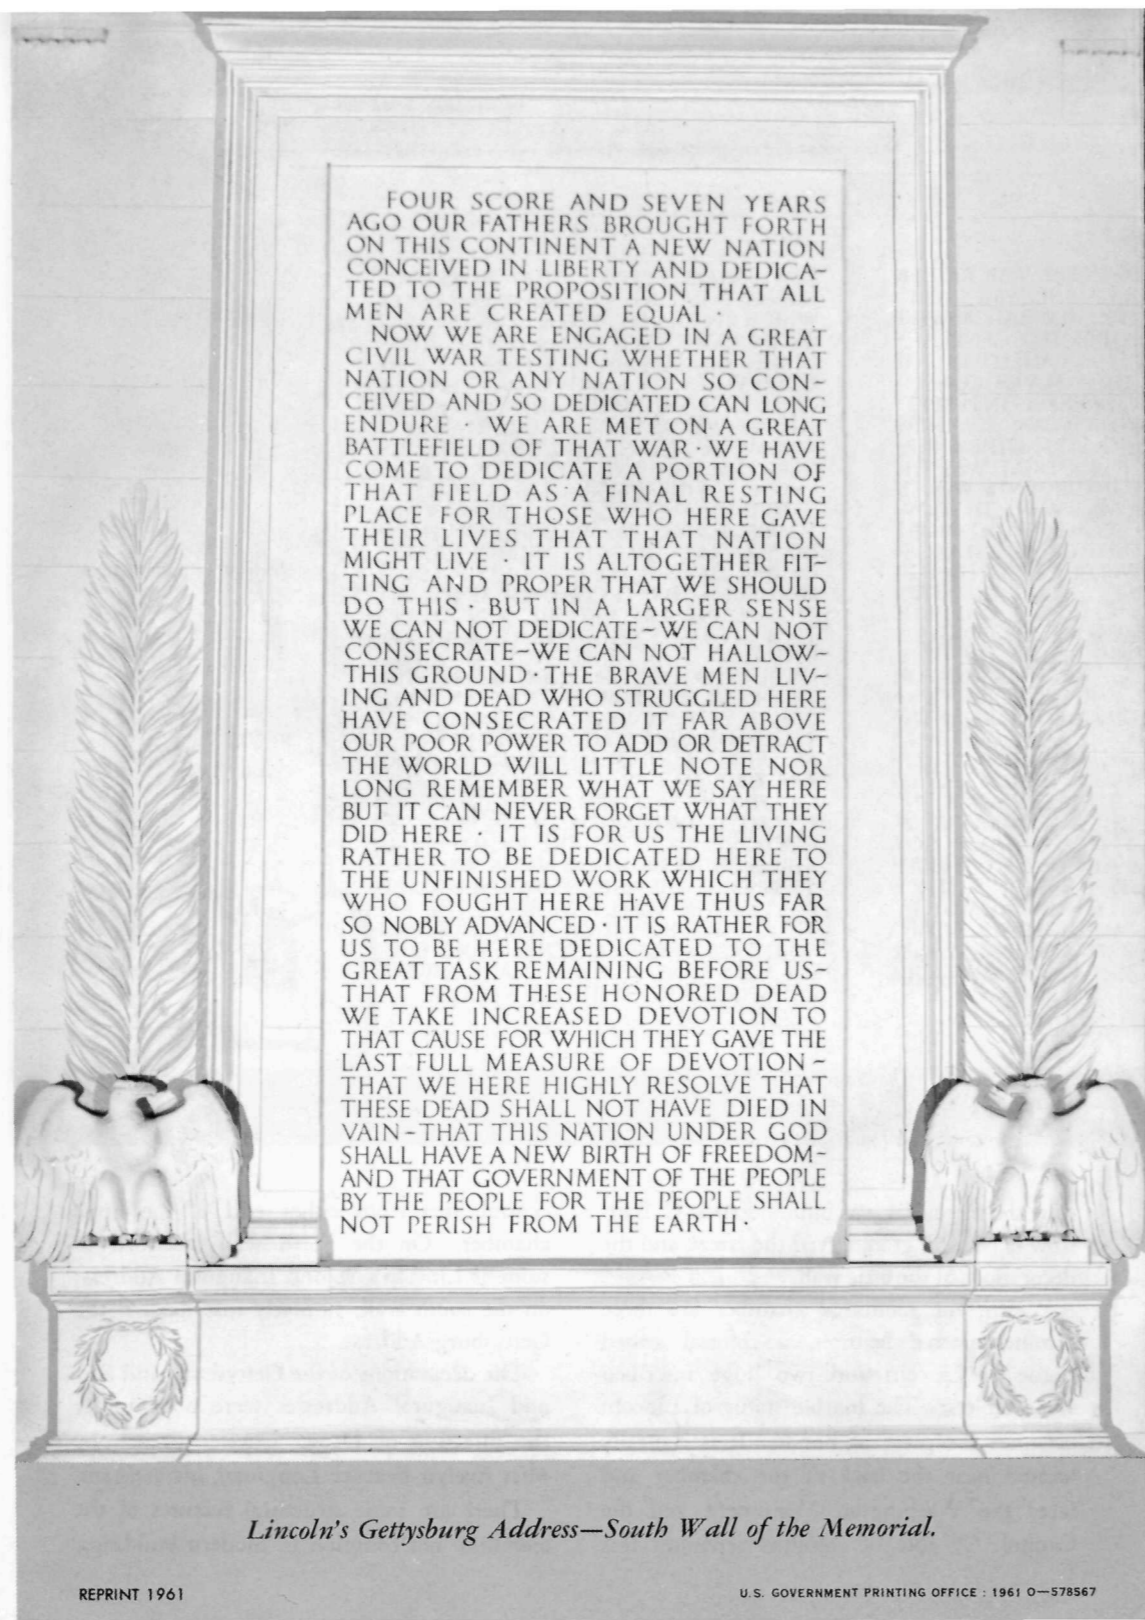 FOUR SCORE AND SEVEN YEARS
AGO OUR FATHERS BROUGHT FORTH
ON THIS CONTINENT A NEW NATION
CONCEIVED IN LIBERTY AND DEDICA–
TED TO THE PROPOSITION THAT ALL
MEN ARE CREATED EQUAL ·
NOW WE ARE ENGAGED IN A GREAT
CIVIL WAR TESTING WHETHER THAT
NATION OR ANY NATION SO CON–
CEIVED AND SO DEDICATED CAN LONG
ENDURE · WE ARE MET ON A GREAT
BATTLEFIELD OF THAT WAR · WE HAVE
COME TO DEDICATE A PORTION OF
THAT FIELD AS A FINAL RESTING
PLACE FOR THOSE WHO HERE GAVE
THEIR LIVES THAT THAT NATION
MIGHT LIVE · IT IS ALTOGETHER FIT–
TING AND PROPER THAT WE SHOULD
DO THIS · BUT IN A LARGER SENSE
WE CAN NOT DEDICATE–WE CAN NOT
CONSECRATE–WE CAN NOT HALLOW–
THIS GROUND · THE BRAVE MEN LIV–
ING AND DEAD WHO STRUGGLED HERE
HAVE CONSECRATED IT FAR ABOVE
OUR POOR POWER TO ADD OR DETRACT
THE WORLD WILL LITTLE NOTE NOR
LONG REMEMBER WHAT WE SAY HERE
BUT IT CAN NEVER FORGET WHAT THEY
DID HERE · IT IS FOR US THE LIVING
RATHER TO BE DEDICATED HERE TO
THE UNFINISHED WORK WHICH THEY
WHO FOUGHT HERE HAVE THUS FAR
SO NOBLY ADVANCED · IT IS RATHER FOR
US TO BE HERE DEDICATED TO THE
GREAT TASK REMAINING BEFORE US–
THAT FROM THESE HONORED DEAD
WE TAKE INCREASED DEVOTION TO
THAT CAUSE FOR WHICH THEY GAVE THE
LAST FULL MEASURE OF DEVOTION –
THAT WE HERE HIGHLY RESOLVE THAT
THESE DEAD SHALL NOT HAVE DIED IN
VAIN–THAT THIS NATION UNDER GOD
SHALL HAVE A NEW BIRTH OF FREEDOM–
AND THAT GOVERNMENT OF THE PEOPLE
BY THE PEOPLE FOR THE PEOPLE SHALL
NOT PERISH FROM THE EARTH ·
Lincoln's Gettysburg Address—South Wall of the Memorial.
REPRINT 1961
U.S. GOVERNMENT PRINTING OFFICE : 1961 O—578567